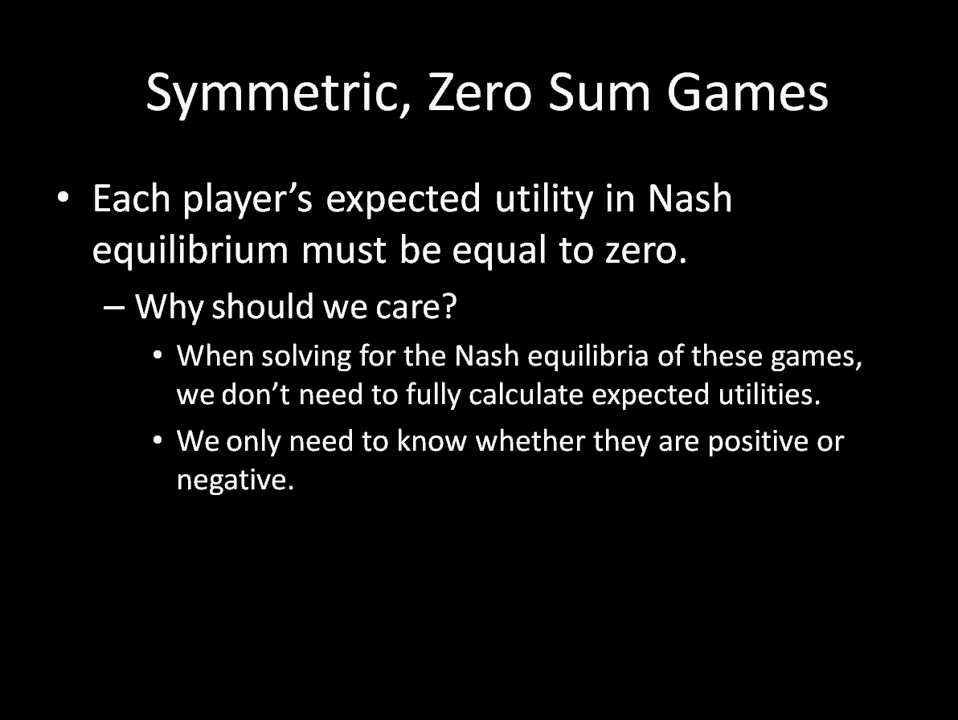 Symmetric, Zero Sum Games
• Each player’s expected utility in Nash
equilibrium must be equal to zero.
– Why should we care?
• When solving for the Nash equilibria of these games,
we don’t need to fully calculate expected utilities.
• We only need to know whether they are positive or
negative.